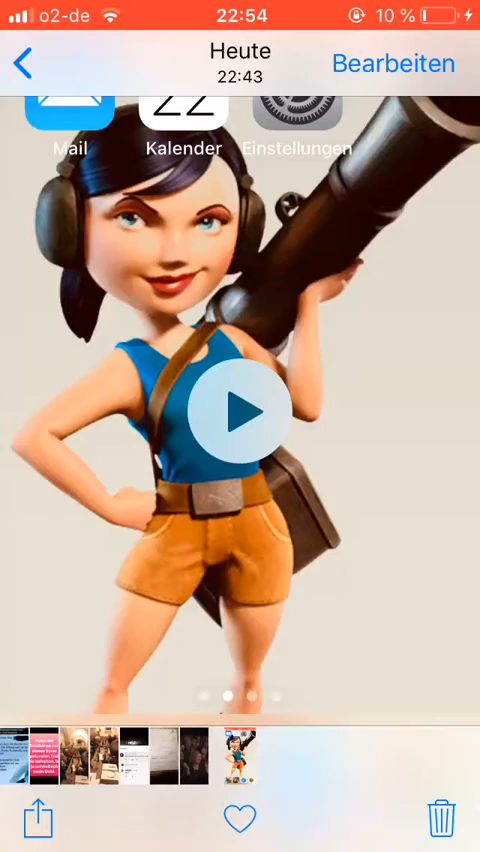 o2-de 22:54 10 %
Heute
22:43
Bearbeiten
22
Mail Kalender Einstellungen